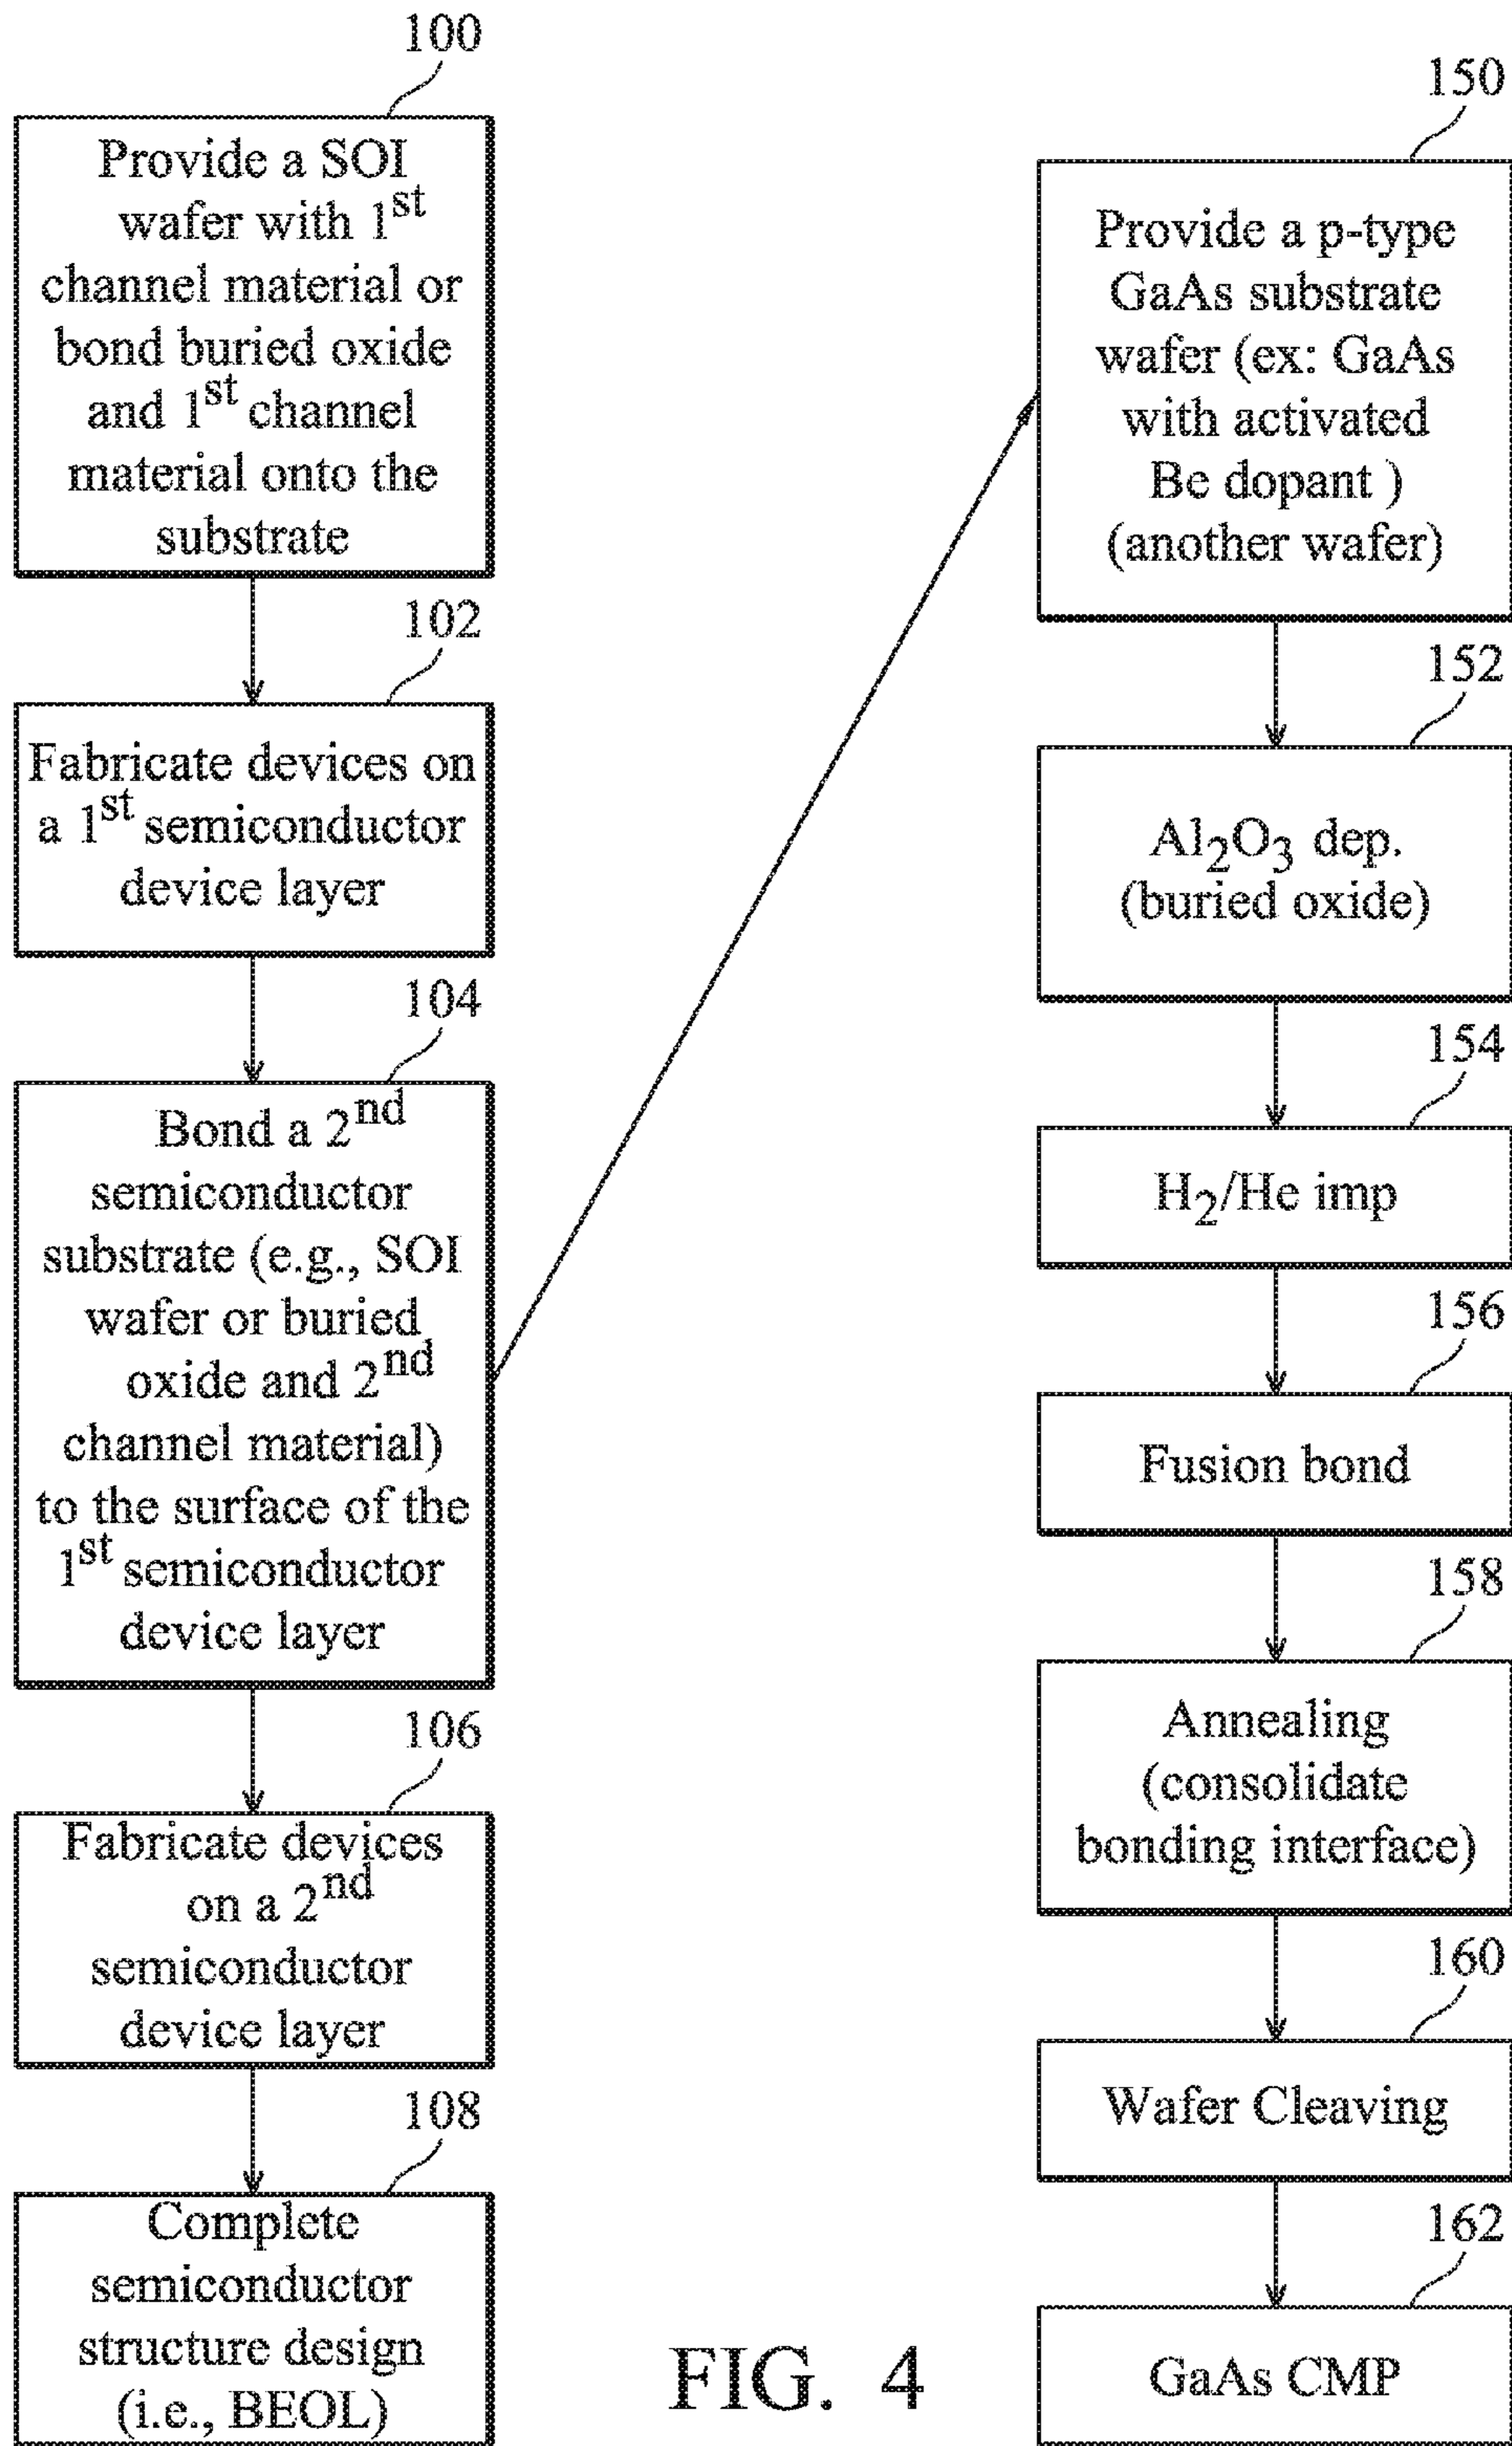 100
Provide a SOI
wafer with 1st
channel material or
bond buried oxide
and 1st channel
material onto the
substrate
102
Fabricate devices on
a 1st semiconductor
device layer
104
Bond a 2nd
semiconductor
substrate (e.g., SOI
wafer or buried
oxide and 2nd
channel material)
to the surface of the
1st semiconductor
device layer
106
Fabricate devices
on a 2nd
semiconductor
device layer
108
Complete
semiconductor
structure design
(i.e., BEOL)
150
Provide a p-type
GaAs substrate
wafer (ex: GaAs
with activated
Be dopant )
(another wafer)
152
Al2O3 dep.
(buried oxide)
154
H2/He imp
156
Fusion bond
158
Annealing
(consolidate
bonding interface)
160
Wafer Cleaving
162
GaAs CMP
FIG. 4